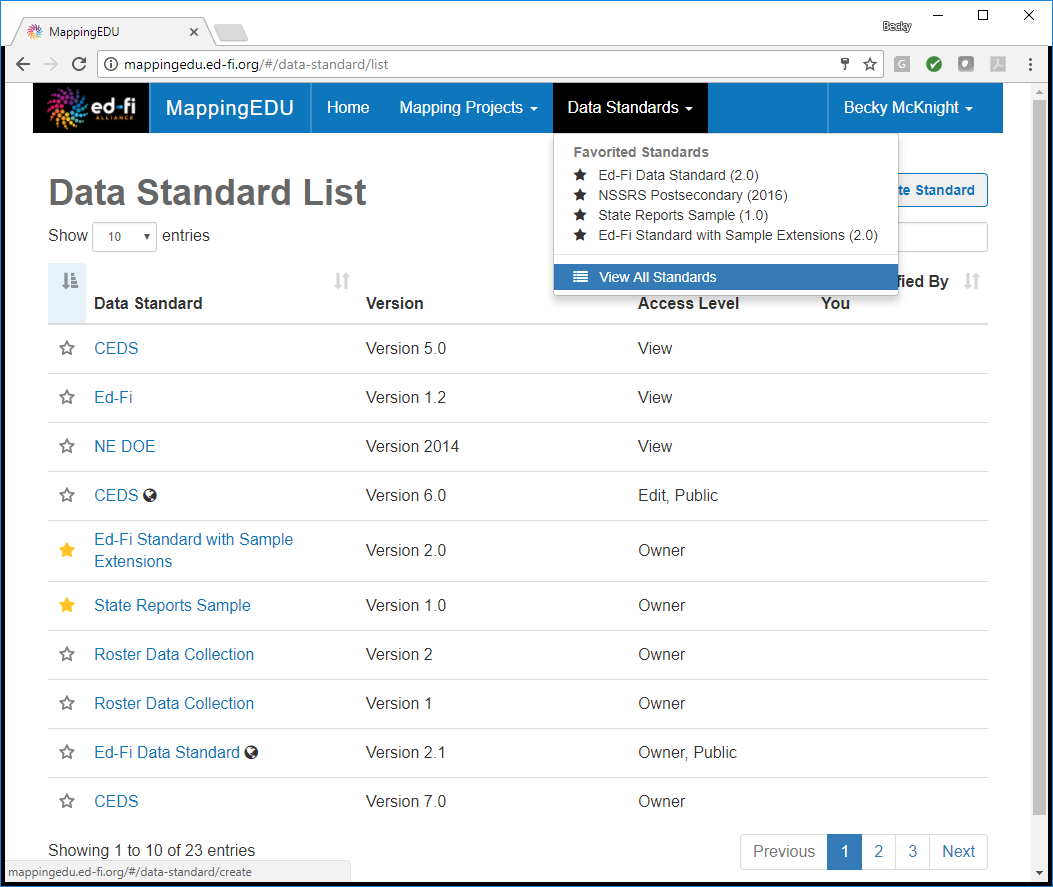 MappingEDU
Becky
mappingedu.ed-fi.org/#/data-standard/list
G
ed-fi
ALLIANCE
MappingEDU
Home
Mapping Projects
Data Standards
Becky McKnight
Favorited Standards
Ed-Fi Data Standard (2.0)
NSSRS Postsecondary (2016)
State Reports Sample (1.0)
Ed-Fi Standard with Sample Extensions (2.0)
View All Standards
Data Standard List
te Standard
Show 10 entries
fied By
Data Standard Version Access Level You
CEDS Version 5.0 View
Ed-Fi Version 1.2 View
NE DOE Version 2014 View
CEDS Version 6.0 Edit, Public
Ed-Fi Standard with Sample
Extensions Version 2.0 Owner
State Reports Sample Version 1.0 Owner
Roster Data Collection Version 2 Owner
Roster Data Collection Version 1 Owner
Ed-Fi Data Standard Version 2.1 Owner, Public
CEDS Version 7.0 Owner
Showing 1 to 10 of 23 entries
Previous 1 2 3 Next
mappingedu.ed-fi.org/#/data-standard/create